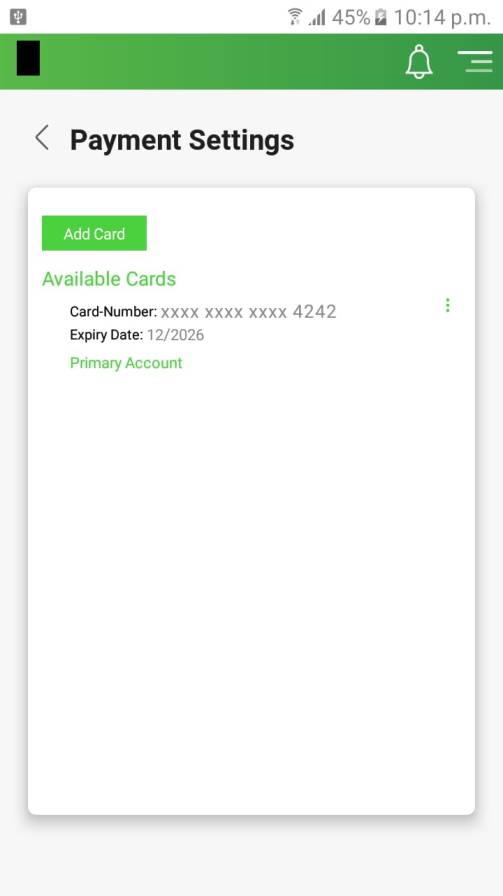 45% 10:14 p.m.
Payment Settings
Add Card
Available Cards
Card-Number: xxxx xxxx xxxx 4242
Expiry Date: 12/2026
Primary Account